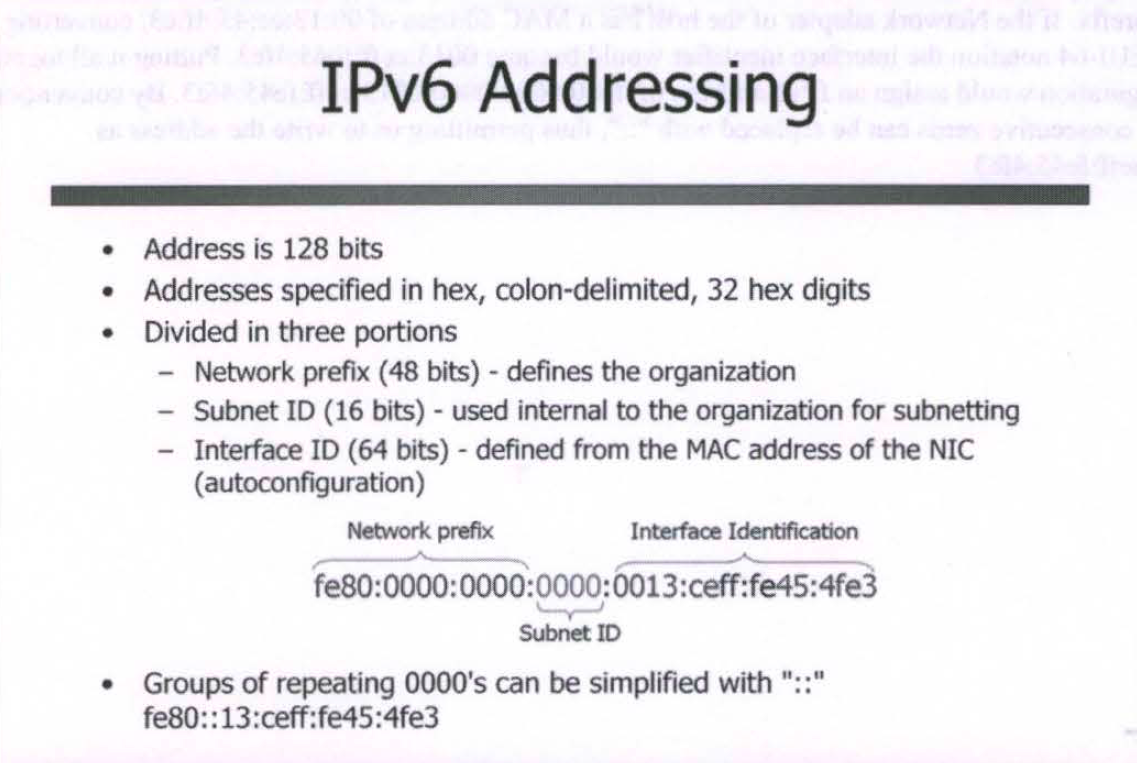 IPv6 Addressing
• Address is 128 bits
• Addresses specified in hex, colon-delimited, 32 hex digits
• Divided in three portions
– Network prefix (48 bits) - defines the organization
– Subnet ID (16 bits) - used internal to the organization for subnetting
– Interface ID (64 bits) - defined from the MAC address of the NIC
(autoconfiguration)
Network prefix Interface Identification
fe80:0000:0000:0000:0013:ceff:fe45:4fe3
Subnet ID
• Groups of repeating 0000's can be simplified with "::"
fe80::13:ceff:fe45:4fe3